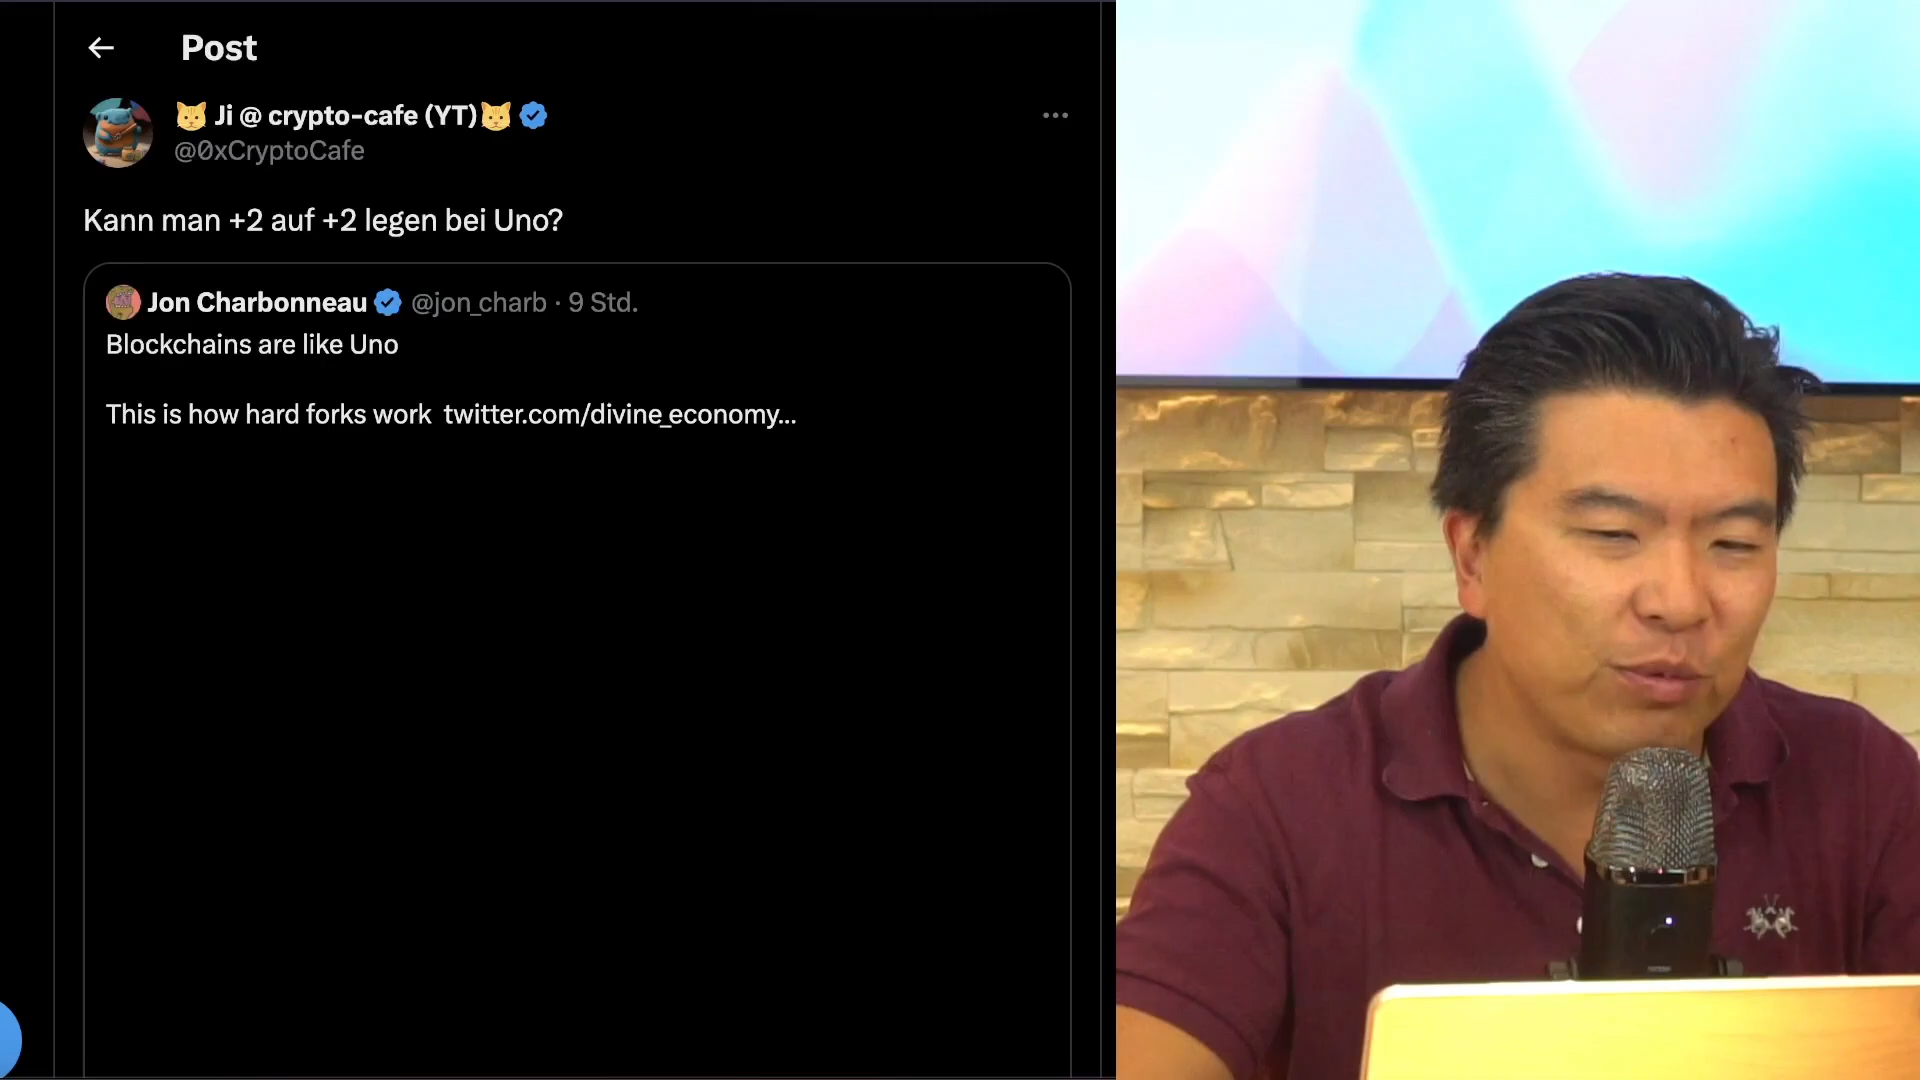 Post
🐱 Ji @ crypto-cafe (YT)🐱
@0xCryptoCafe
Kann man +2 auf +2 legen bei Uno?
Jon Charbonneau @jon_charb · 9 Std.
Blockchains are like Uno
This is how hard forks work twitter.com/divine_economy...